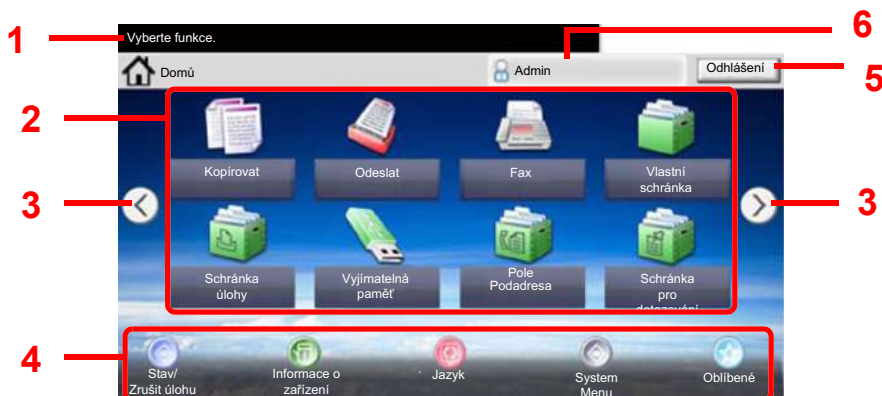 1
Vyberte funkce.
6
Domů
Admin
Odhlášení
5
2
Kopírovat
Odeslat
Fax
Vlastní
schránka
3
3
Schránka
úlohy
Vyjímatelná
paměť
Pole
Podadresa
Schránka
pro
dotazování
4
Stav/
Zrušit úlohu
Informace o
zařízení
Jazyk
System
Menu
Oblíbené